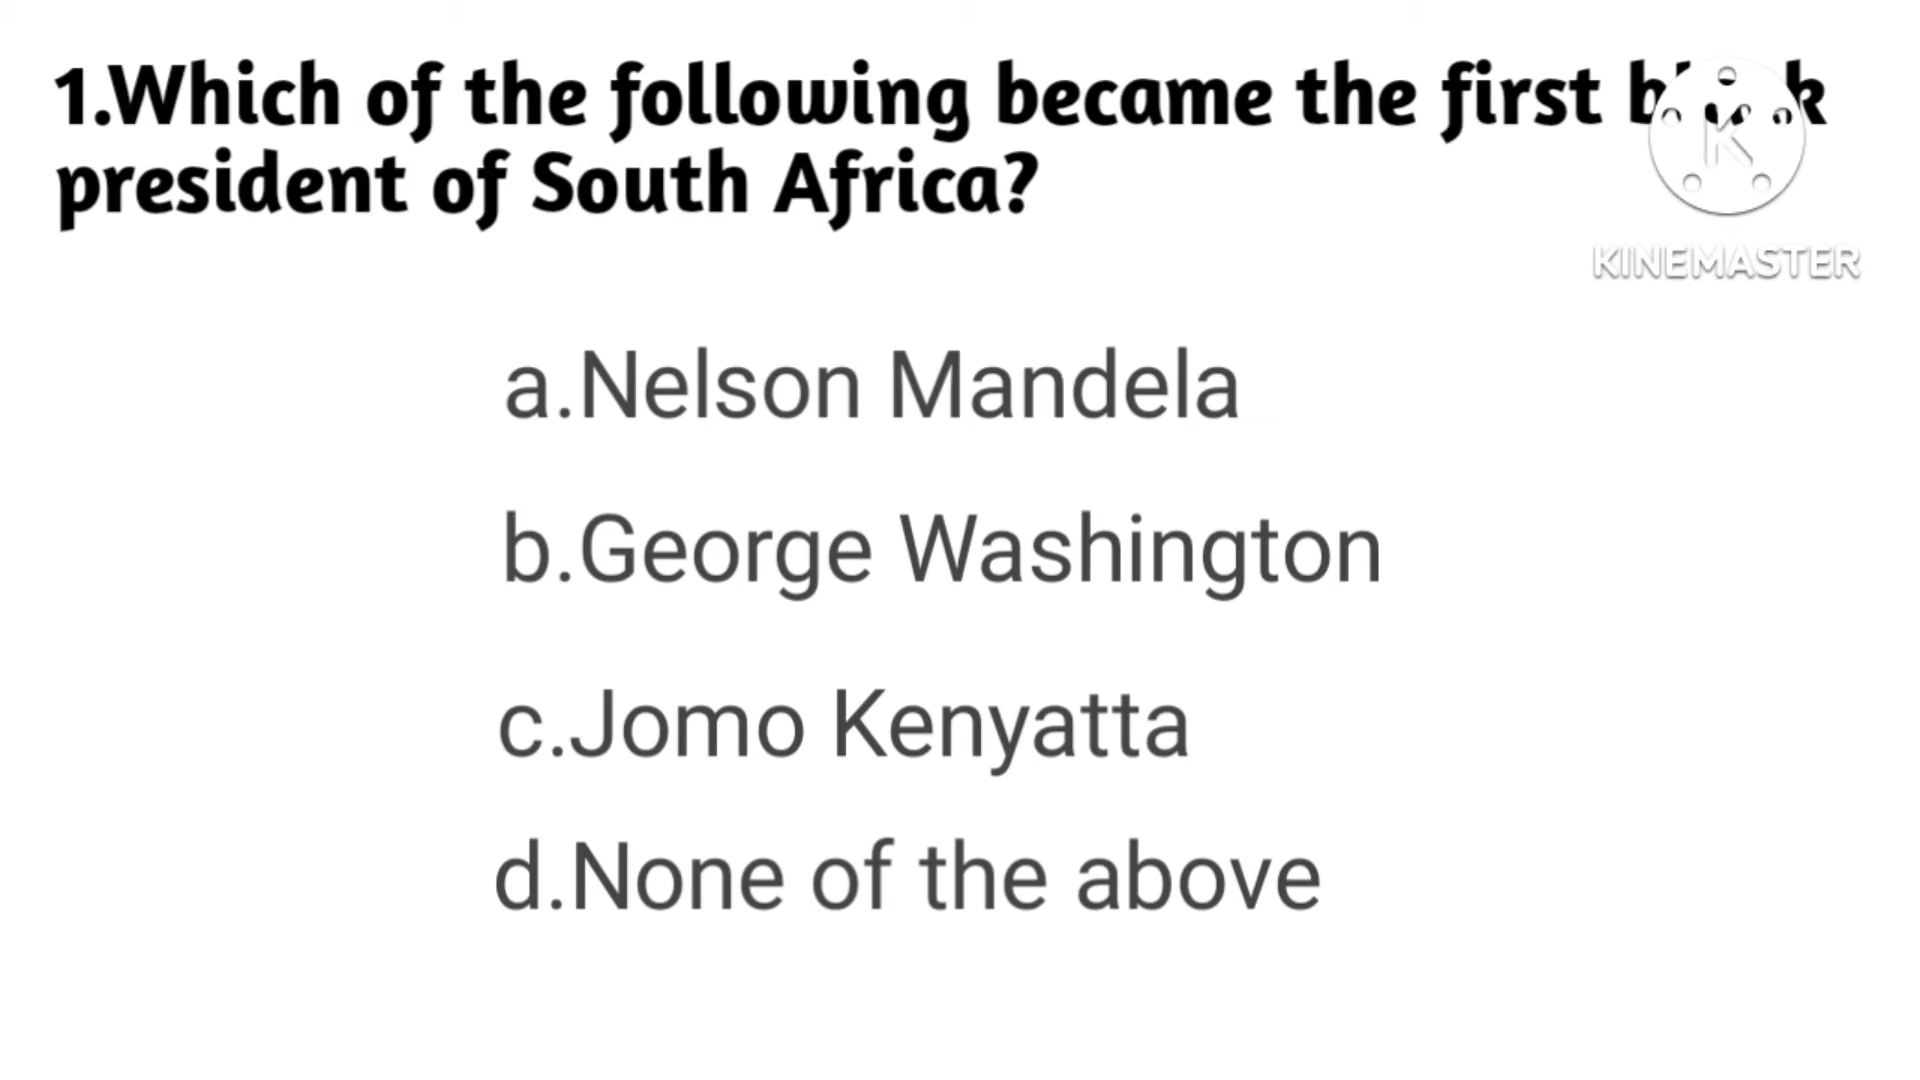 1.Which of the following became the first black
president of South Africa?
KINEMASTER
a.Nelson Mandela
b.George Washington
c.Jomo Kenyatta
d.None of the above